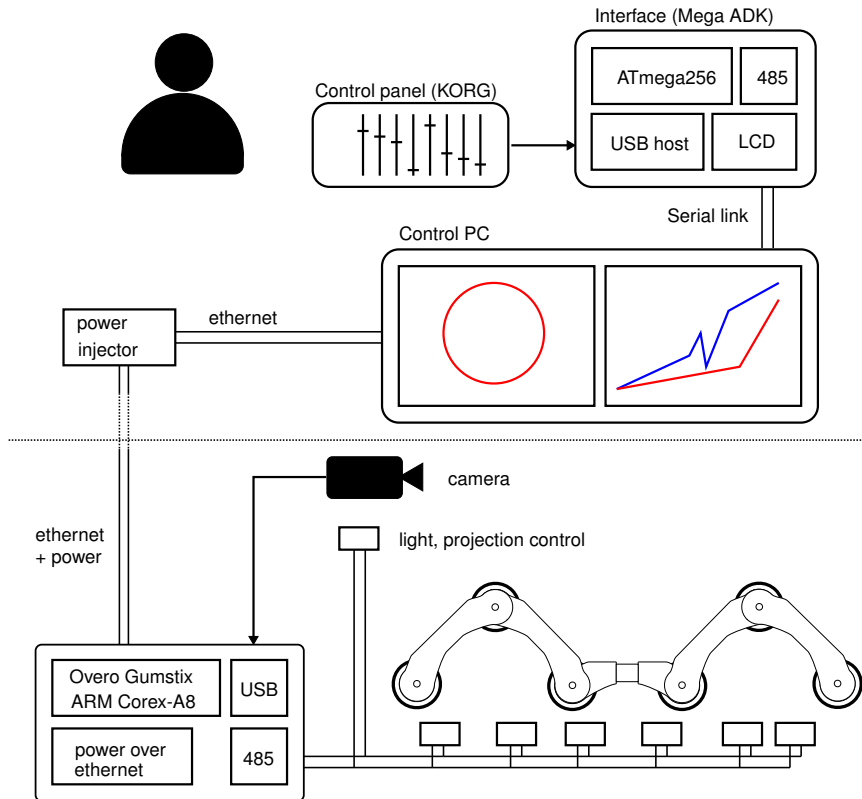 Interface (Mega ADK)
ATmega256
485
Control panel (KORG)
USB host
LCD
Serial link
Control PC
ethernet
power
injector
camera
ethernet
+ power
light, projection control
Overo Gumstix
ARM Corex-A8
USB
power over
ethernet
485